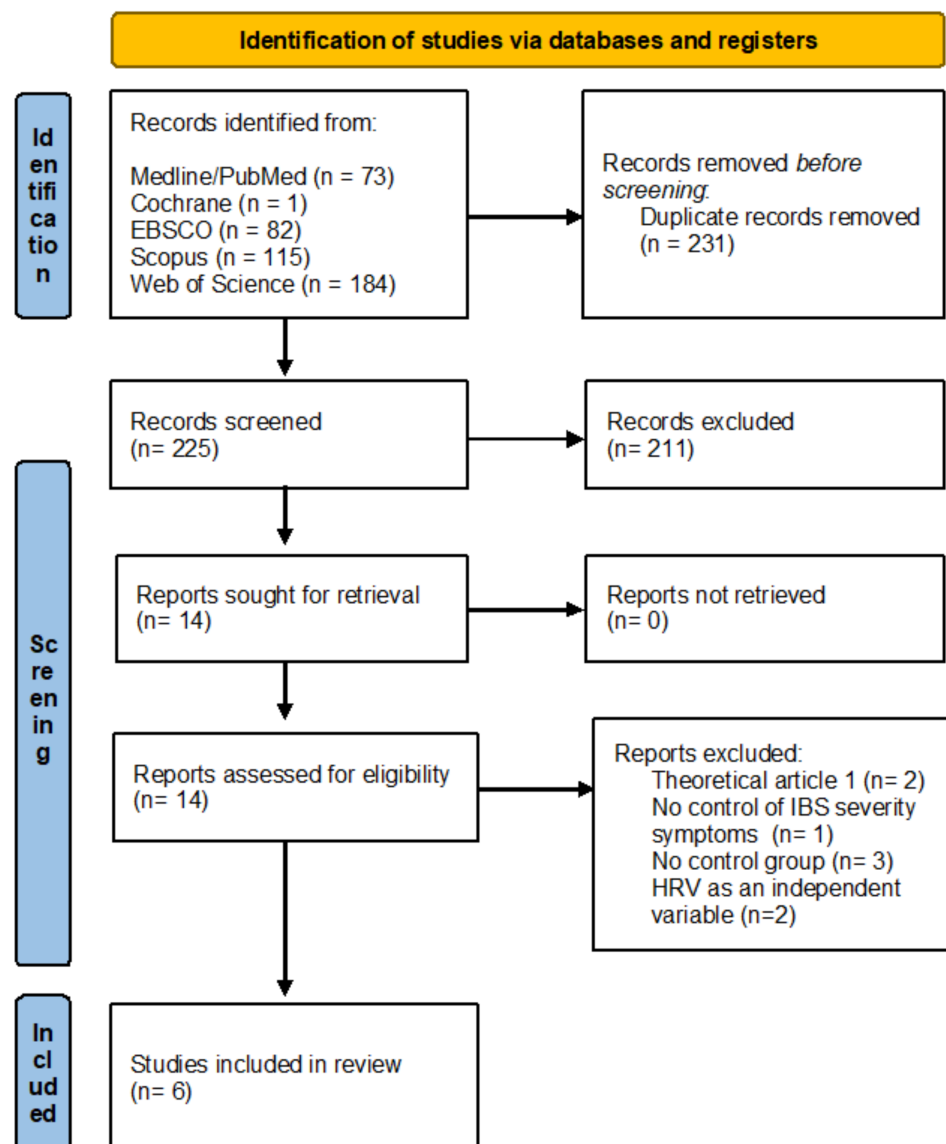 Identification of studies via databases and registers
Id
en
tifi
ca
tio
n
Records identified from:
Medline/PubMed (n = 73)
Cochrane (n = 1)
EBSCO (n = 82)
Scopus (n = 115)
Web of Science (n = 184)
Records removed before
screening:
Duplicate records removed
(n = 231)
Records screened
(n= 225)
Records excluded
(n= 211)
Sc
re
en
in
g
Reports sought for retrieval
(n= 14)
Reports not retrieved
(n= 0)
Reports assessed for eligibility
(n= 14)
Reports excluded:
Theoretical article 1 (n= 2)
No control of IBS severity
symptoms (n= 1)
No control group (n= 3)
HRV as an independent
variable (n=2)
In
cl
ud
ed
Studies included in review
(n= 6)